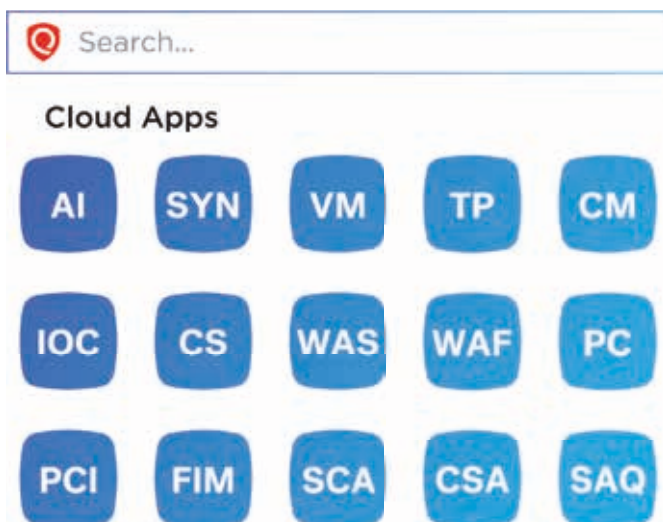 Search...
Cloud Apps
AI SYN VM TP CM
IOC CS WAS WAF PC
PCI FIM SCA CSA SAQ